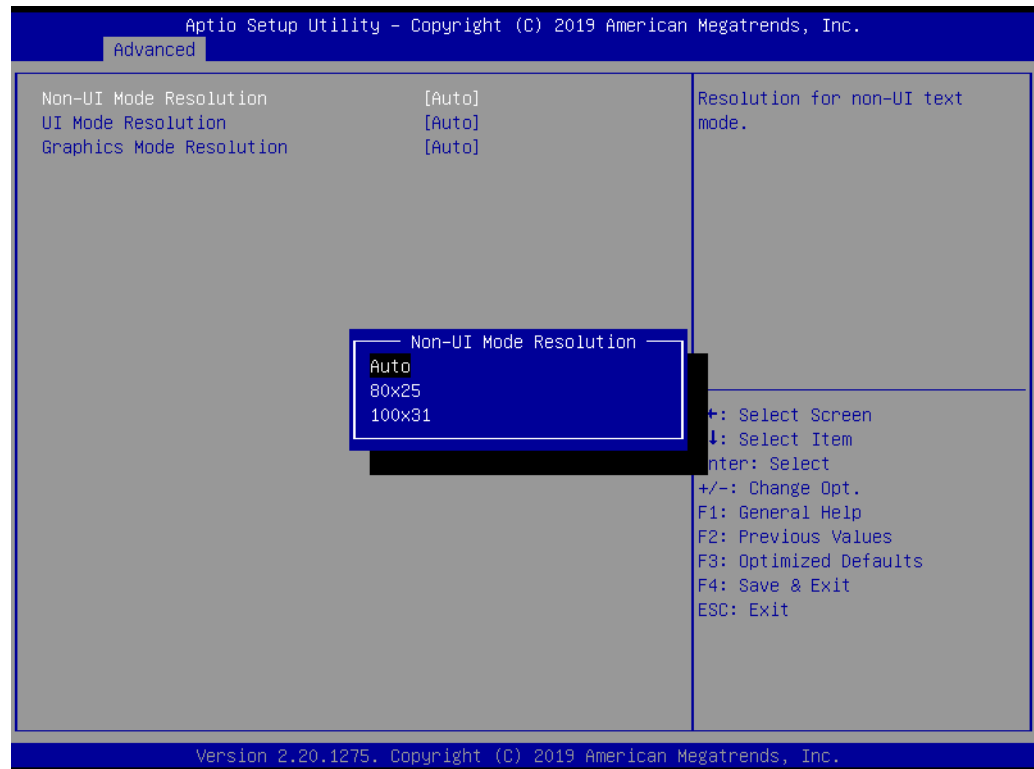 Aptio Setup Utility – Copyright (C) 2019 American Megatrends, Inc.
Advanced
Non-UI Mode Resolution [Auto]
UI Mode Resolution [Auto]
Graphics Mode Resolution [Auto]
Resolution for non-UI text
mode.
Non-UI Mode Resolution
Auto
80x25
100x31
: Select Screen
: Select Item
nter: Select
+/-: Change Opt.
F1: General Help
F2: Previous Values
F3: Optimized Defaults
F4: Save & Exit
ESC: Exit
Version 2.20.1275. Copyright (C) 2019 American Megatrends, Inc.